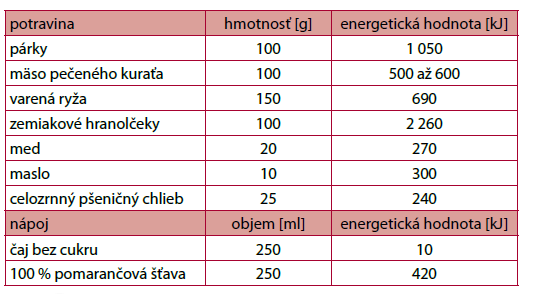 potravina hmotnosť [g] energetická hodnota [kJ]
párky 100 1 050
mäso pečeného kuraťa 100 500 až 600
varená ryža 150 690
zemiakové hranolčeky 100 2 260
med 20 270
maslo 10 300
celozrnný pšeničný chlieb 25 240
nápoj objem [ml] energetická hodnota [kJ]
čaj bez cukru 250 10
100 % pomarančová šťava 250 420